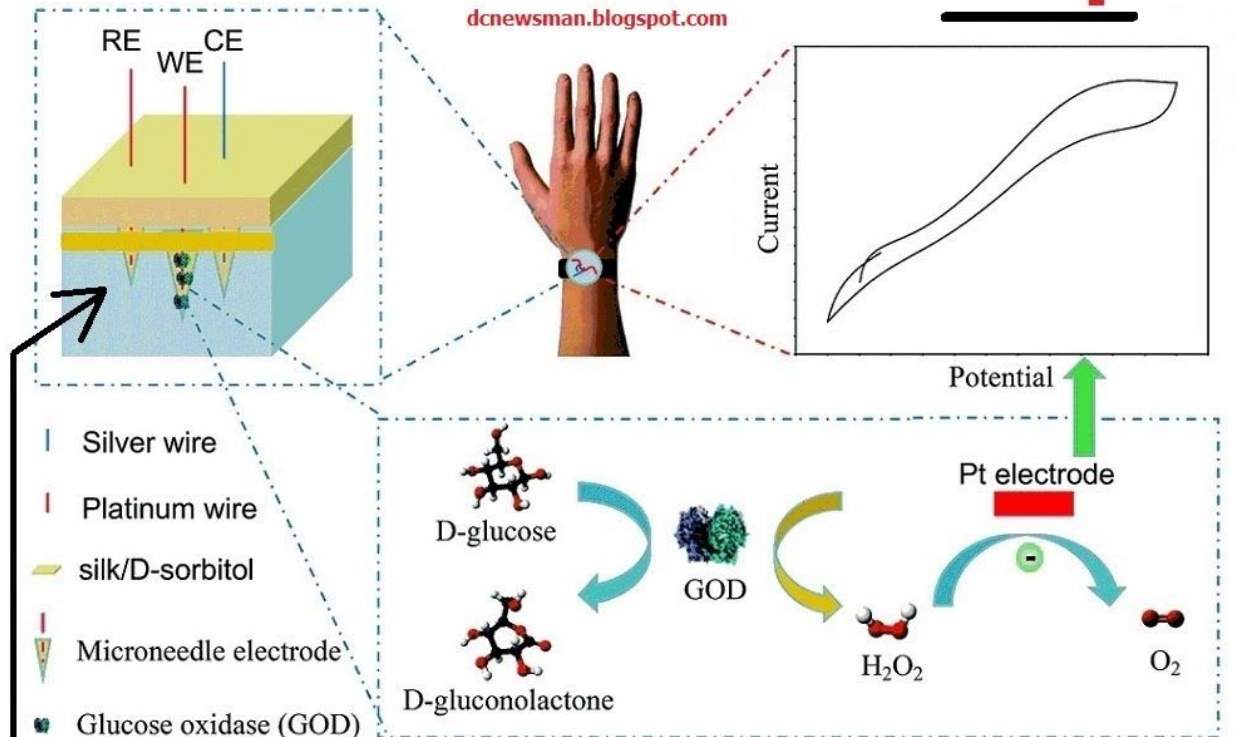 dcnewsman.blogspot.com
RE
WE
CE
Current
Potential
Silver wire
Platinum wire
silk/D-sorbitol
Microneedle electrode
Glucose oxidase (GOD)
D-glucose
D-gluconolactone
GOD
Pt electrode
-
H₂O₂
O₂